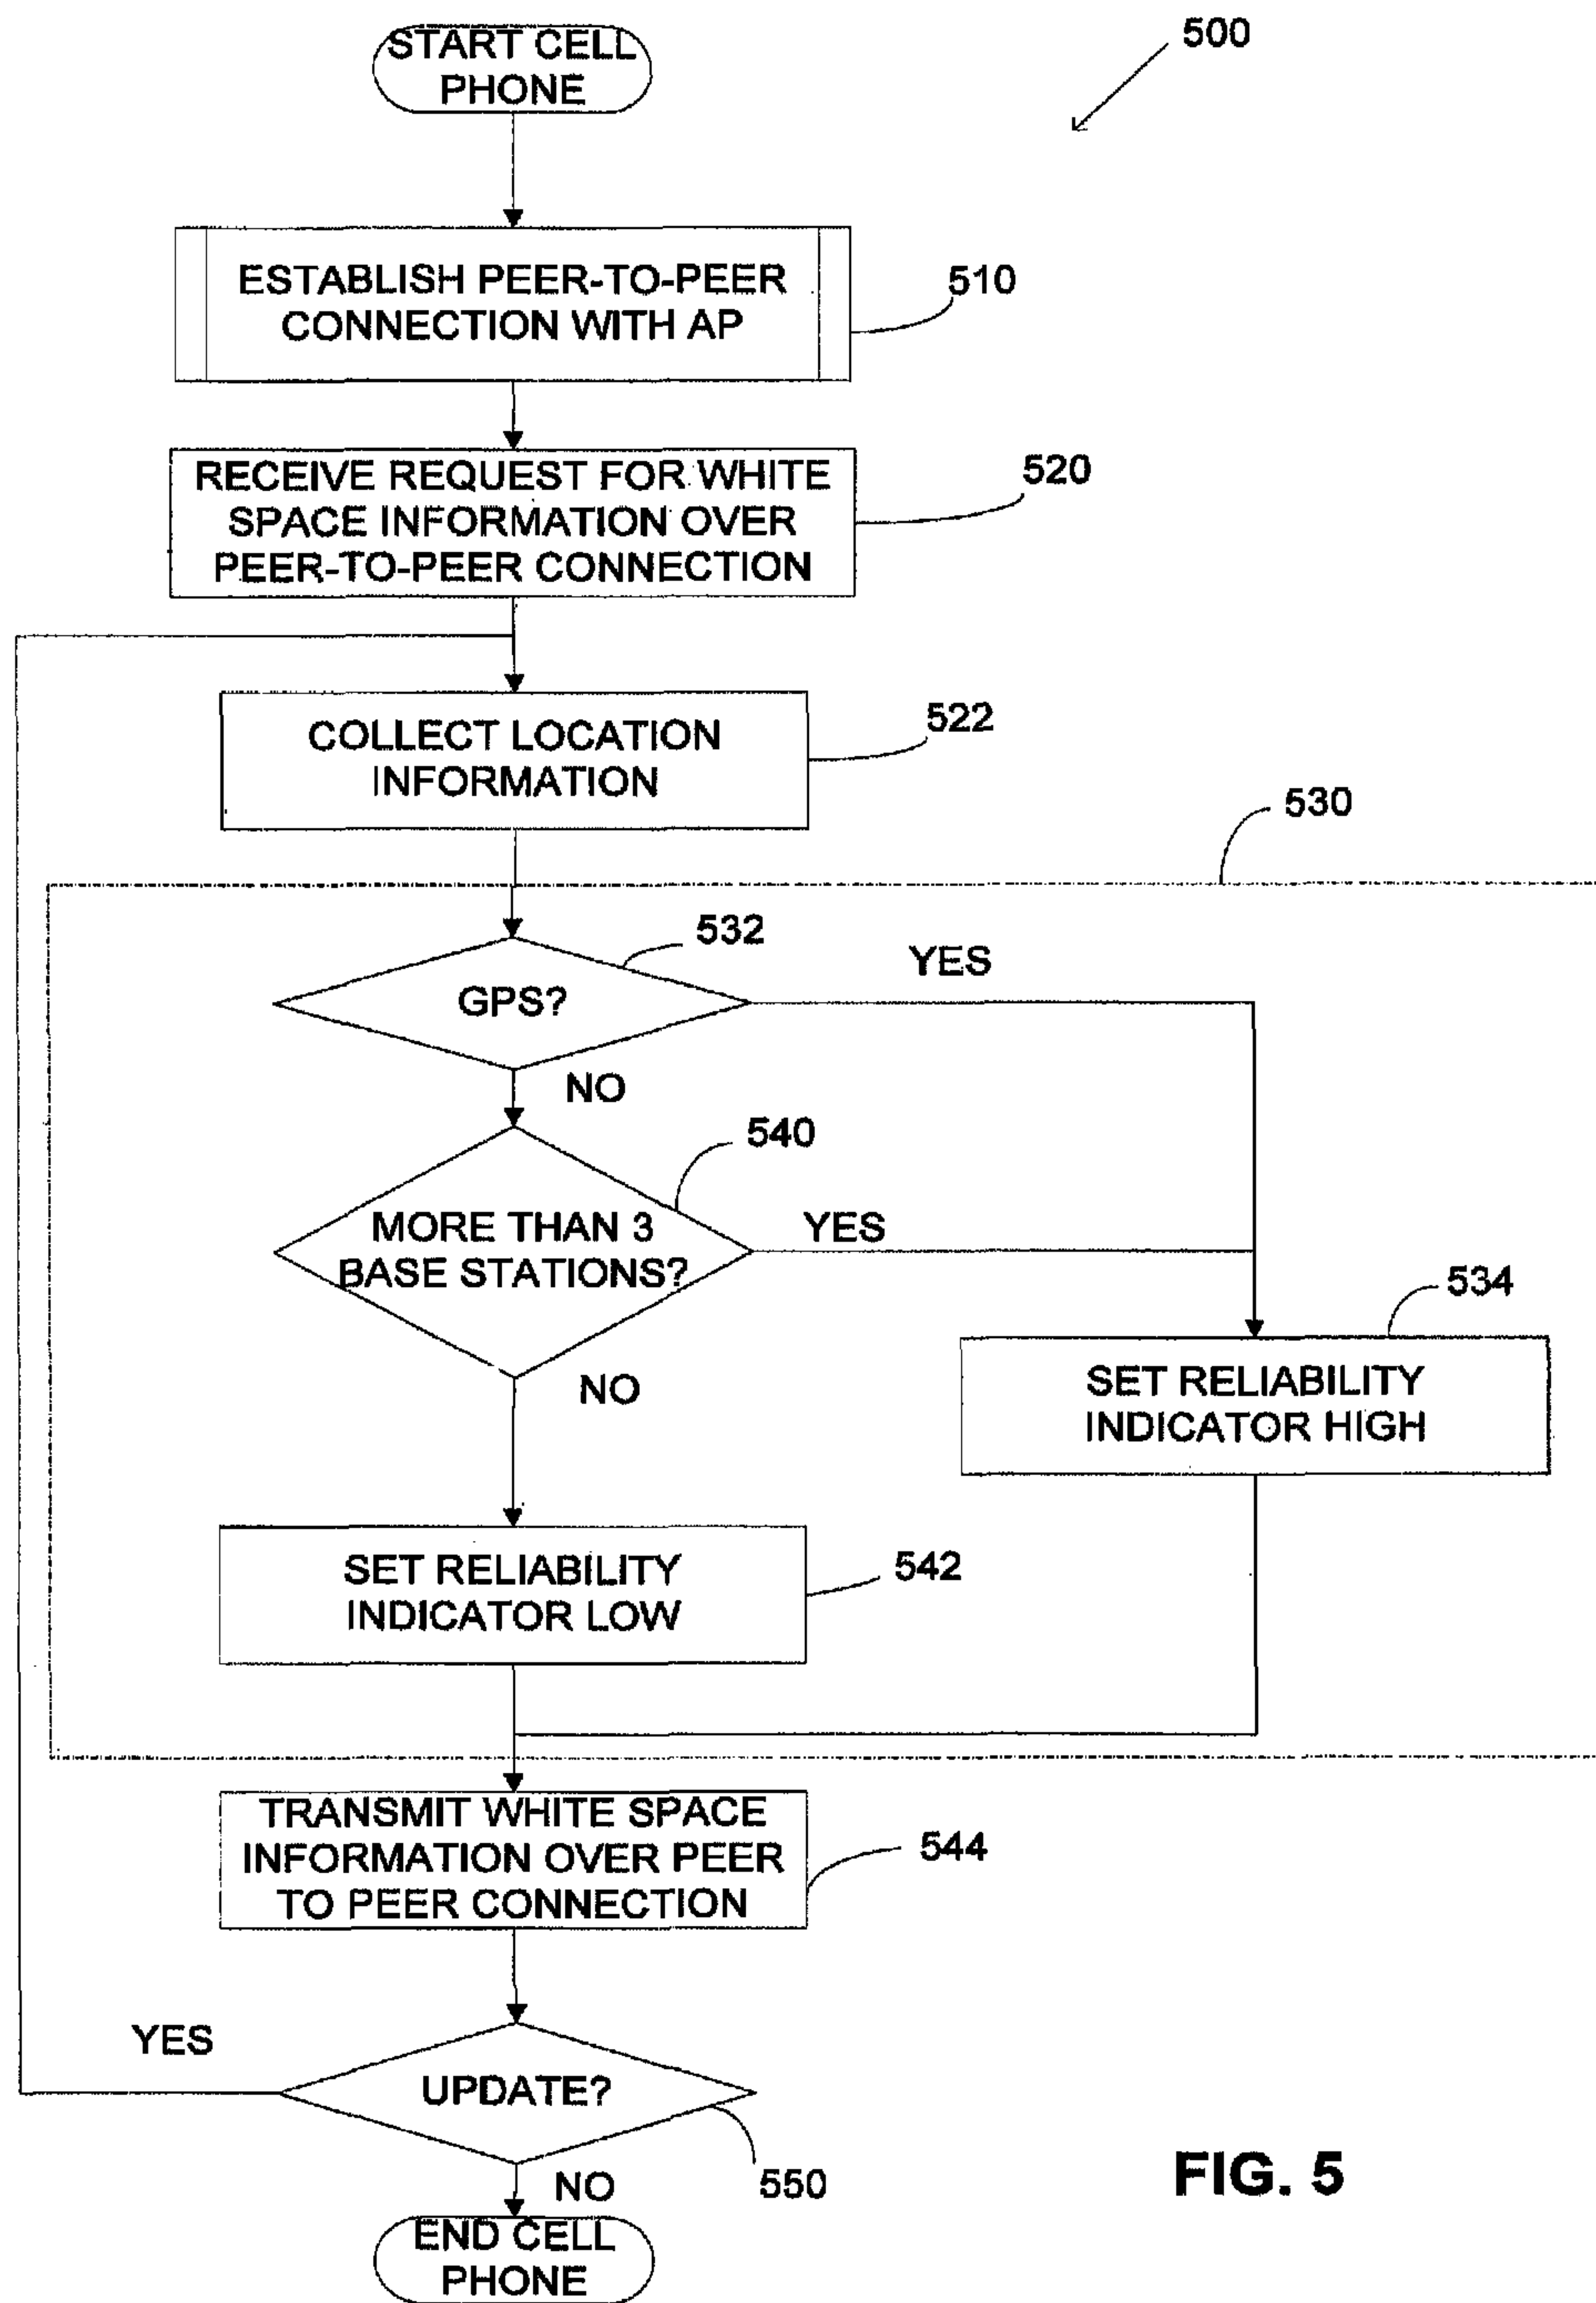 START CELL
PHONE
500
ESTABLISH PEER-TO-PEER
CONNECTION WITH AP
510
RECEIVE REQUEST FOR WHITE
SPACE INFORMATION OVER
PEER-TO-PEER CONNECTION
520
COLLECT LOCATION
INFORMATION
522
530
GPS?
532
YES
NO
MORE THAN 3
BASE STATIONS?
540
YES
NO
SET RELIABILITY
INDICATOR HIGH
534
SET RELIABILITY
INDICATOR LOW
542
TRANSMIT WHITE SPACE
INFORMATION OVER PEER
TO PEER CONNECTION
544
YES
UPDATE?
550
NO
END CELL
PHONE
FIG. 5